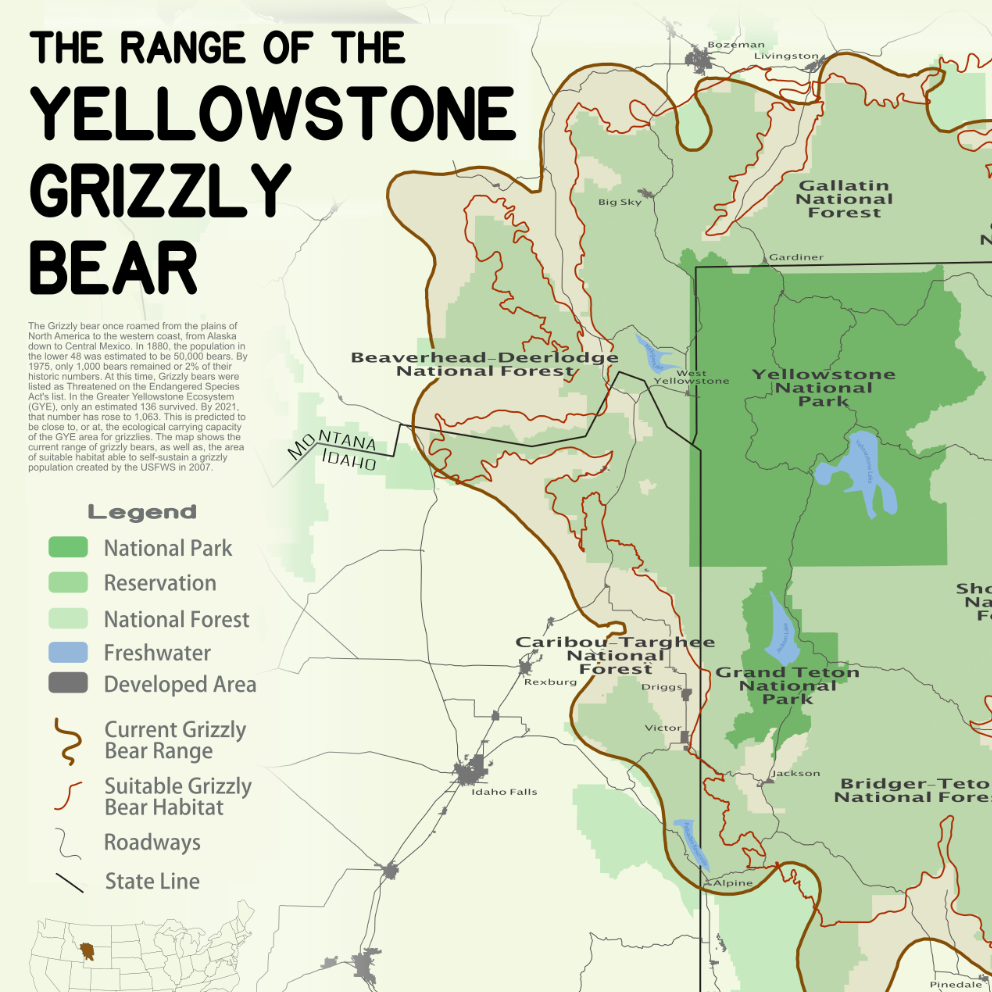 THE RANGE OF THE
YELLOWSTONE
GRIZZLY
BEAR
The Grizzly bear once roamed from the plains of
North America to the western coast, from Alaska
down to Central Mexico. In 1880, the population in
the lower 48 was estimated to be 50,000 bears. By
1975, only 1,000 bears remained or 2% of their
historic numbers. At this time, Grizzly bears were
listed as Threatened on the Endangered Species
Act's list. In the Greater Yellowstone Ecosystem
(GYE), only an estimated 136 survived. By 2021,
that number has rose to 1,063. This is predicted to
be close to, or at, the ecological carrying capacity
of the GYE area for grizzlies. The map shows the
current range of grizzly bears, as well as, the area
of suitable habitat able to self-sustain a grizzly
population created by the USFWS in 2007.
Legend
National Park
Reservation
National Forest
Freshwater
Developed Area
Current Grizzly
Bear Range
Suitable Grizzly
Bear Habitat
Roadways
State Line
Bozeman
Livingston
Big Sky
Gallatin
National
Forest
N
Gardiner
Beaverhead-Deerlodge
National Forest
West
Yellowstone
Yellowstone
National
Park
MONTANA
IDAHO
Yellowstone Lake
Sho
Na
Fo
Caribou-Targhee
National
Forest
Rexburg
Driggs
Grand Teton
National
Park
Victor
Jackson
Idaho Falls
Bridger-Teto
National Fores
Alpine
Pinedale